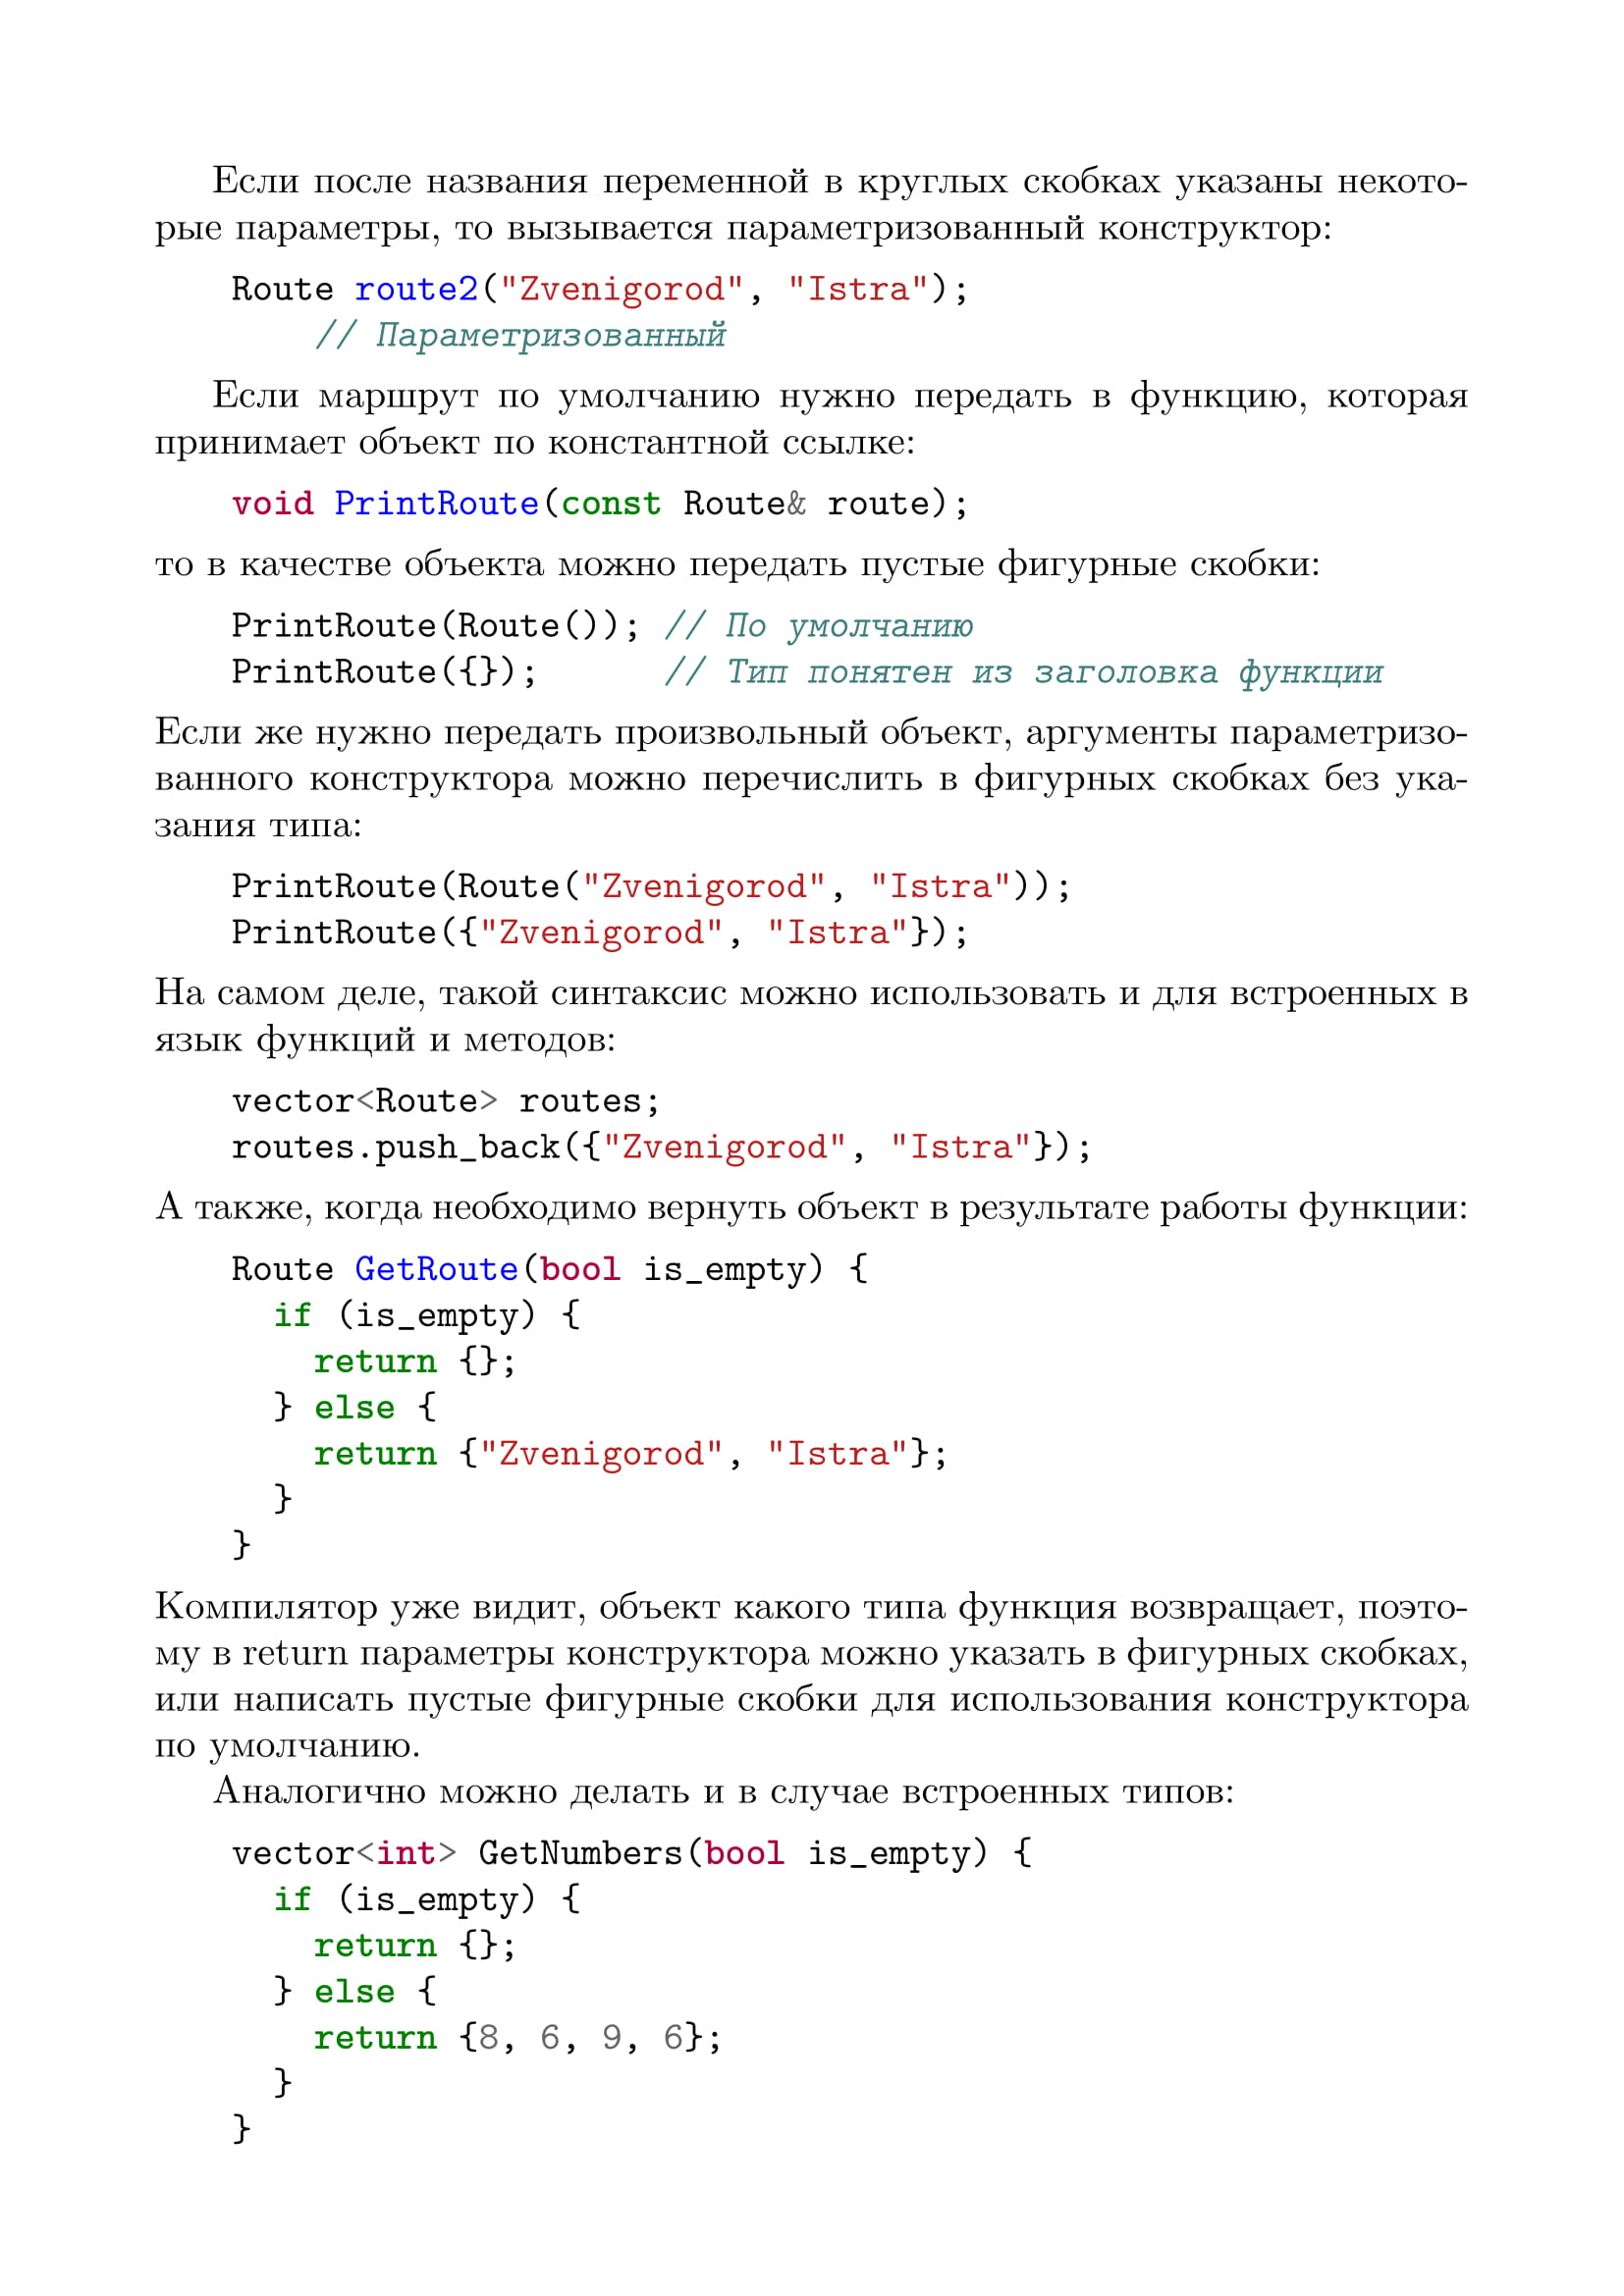 Если после названия переменной в круглых скобках указаны некото-
рые параметры, то вызывается параметризованный конструктор:
Route route2("Zvenigorod", "Istra");
    // Параметризованный
Если маршрут по умолчанию нужно передать в функцию, которая
принимает объект по константной ссылке:
void PrintRoute(const Route& route);
то в качестве объекта можно передать пустые фигурные скобки:
PrintRoute(Route()); // По умолчанию
PrintRoute({});      // Тип понятен из заголовка функции
Если же нужно передать произвольный объект, аргументы параметризо-
ванного конструктора можно перечислить в фигурных скобках без ука-
зания типа:
PrintRoute(Route("Zvenigorod", "Istra"));
PrintRoute({"Zvenigorod", "Istra"});
На самом деле, такой синтаксис можно использовать и для встроенных в
язык функций и методов:
vector<Route> routes;
routes.push_back({"Zvenigorod", "Istra"});
А также, когда необходимо вернуть объект в результате работы функции:
Route GetRoute(bool is_empty) {
  if (is_empty) {
    return {};
  } else {
    return {"Zvenigorod", "Istra"};
  }
}
Компилятор уже видит, объект какого типа функция возвращает, поэто-
му в return параметры конструктора можно указать в фигурных скобках,
или написать пустые фигурные скобки для использования конструктора
по умолчанию.
Аналогично можно делать и в случае встроенных типов:
vector<int> GetNumbers(bool is_empty) {
  if (is_empty) {
    return {};
  } else {
    return {8, 6, 9, 6};
  }
}